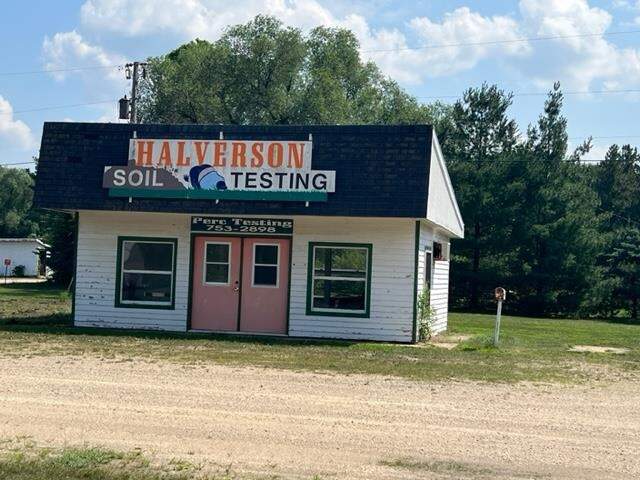 HALVERSON
SOIL TESTING
Perc Testing
753-2898